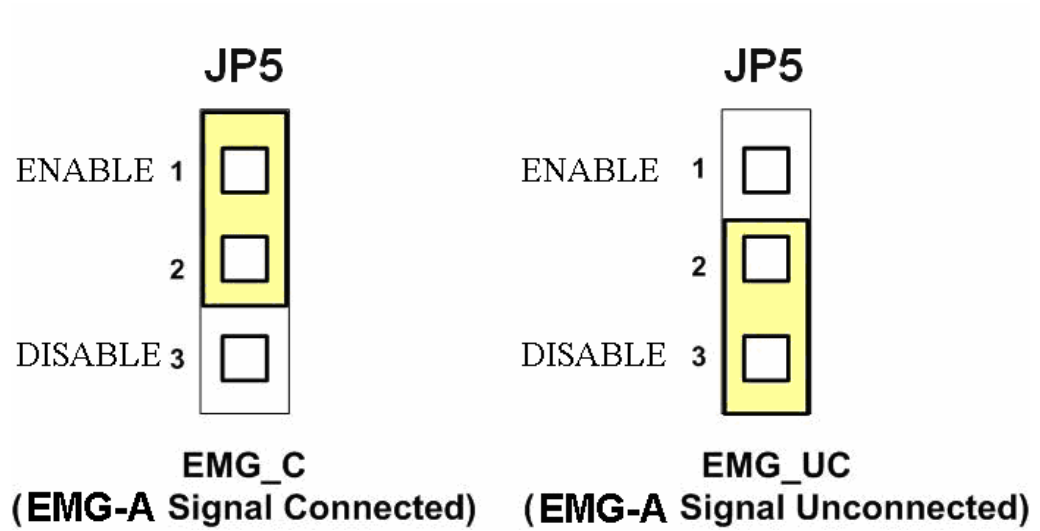 JP5
ENABLE 1
2
DISABLE 3
EMG_C
(EMG-A Signal Connected)
JP5
ENABLE 1
2
DISABLE 3
EMG_UC
(EMG-A Signal Unconnected)